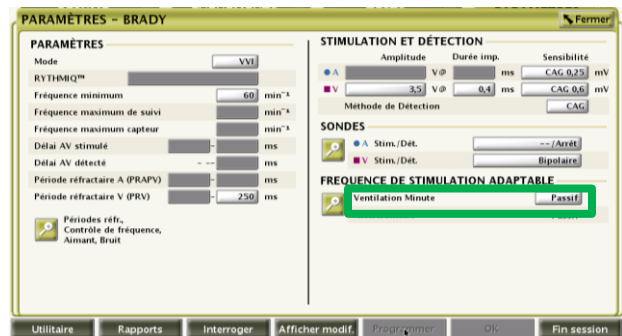 PARAMÈTRES - BRADY
Fermer
PARAMÈTRES
Mode VVI
RYTHMIQ™
Fréquence minimum 60 min⁻¹
Fréquence maximum de suivi min⁻¹
Fréquence maximum capteur min⁻¹
Délai AV stimulé - ms
Délai AV détecté - -- ms
Période réfractaire A (PRAPV) - ms
Période réfractaire V (PRV) - 250 ms
Périodes réfr.,
Contrôle de fréquence,
Aimant, Bruit
STIMULATION ET DÉTECTION
Amplitude Durée imp. Sensibilité
A V@ ms CAG 0,25 mV
V 3,5 V@ 0,4 ms CAG 0,6 mV
Méthode de Détection CAG
SONDES
A Stim./Dét. --/Arrêt
V Stim./Dét. Bipolaire
FREQUENCE DE STIMULATION ADAPTABLE
Ventilation Minute Passif
Utilitaire Rapports Interroger Afficher modif. Programmer OK Fin session